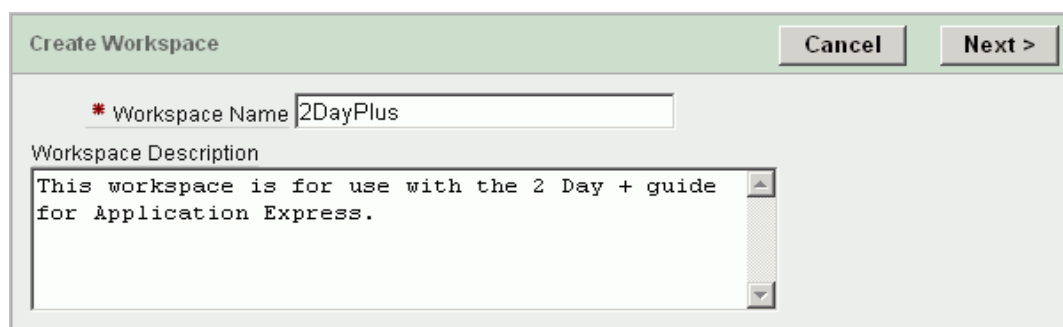 Create Workspace
Cancel
Next >
* Workspace Name 2DayPlus
Workspace Description
This workspace is for use with the 2 Day + guide
for Application Express.